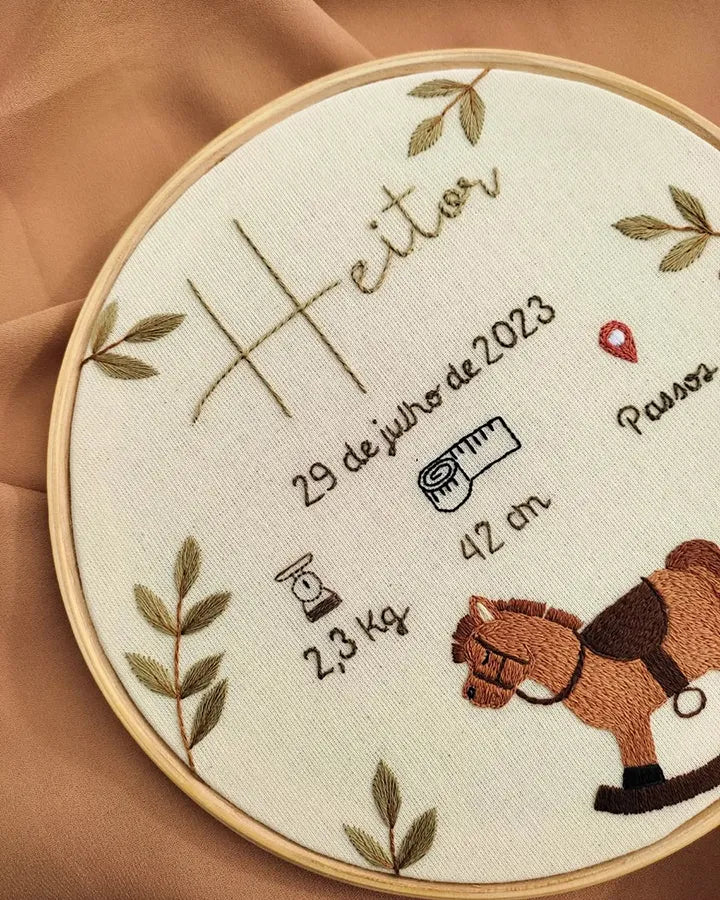 Heitor
29 de julho de 2023
Passos
42 cm
2,3 Kg